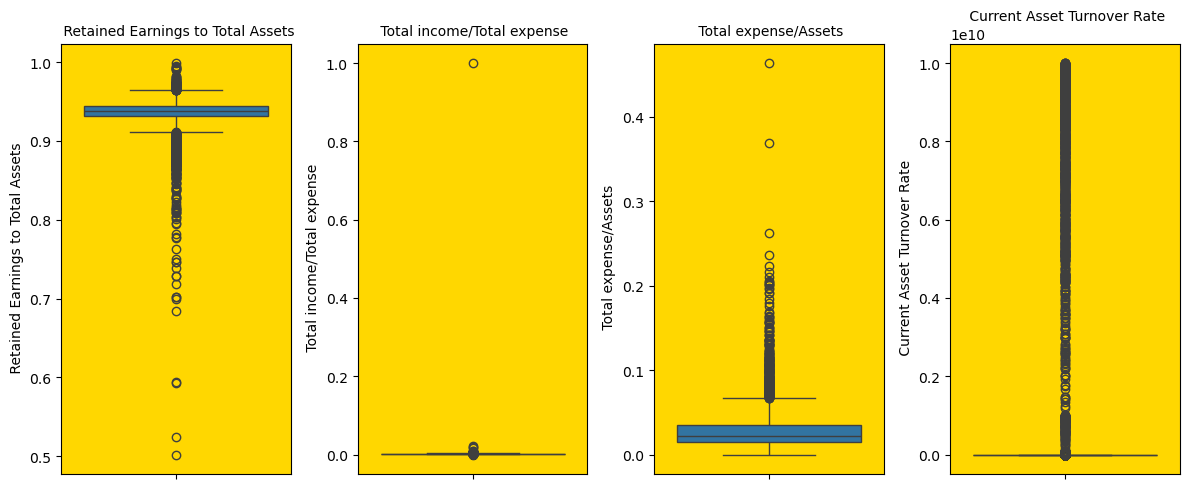 Retained Earnings to Total Assets
Retained Earnings to Total Assets
1.0
0.9
0.8
0.7
0.6
0.5
Total income/Total expense
Total income/Total expense
1.0
0.8
0.6
0.4
0.2
0.0
Total expense/Assets
Total expense/Assets
0.4
0.3
0.2
0.1
0.0
Current Asset Turnover Rate
1e10
Current Asset Turnover Rate
1.0
0.8
0.6
0.4
0.2
0.0